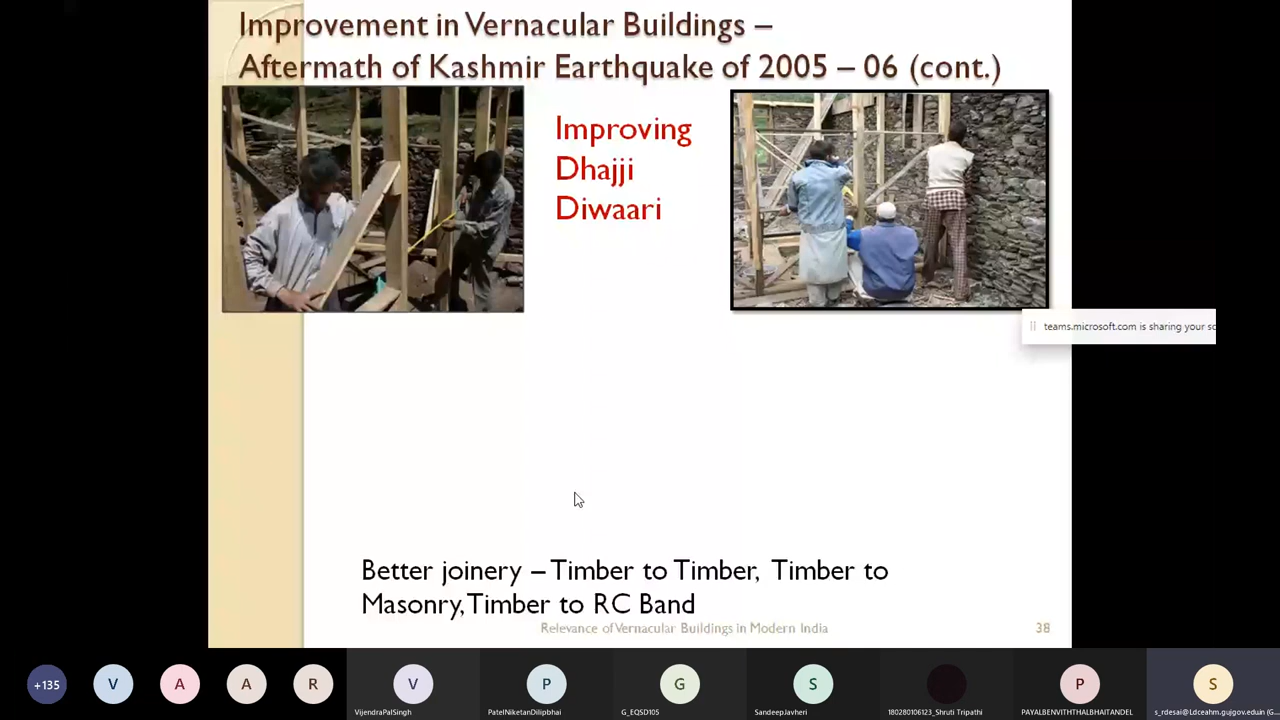 Improvement in Vernacular Buildings –
Aftermath of Kashmir Earthquake of 2005 – 06 (cont.)
Improving
Dhajji
Diwaari
teams.microsoft.com is sharing your sc
Better joinery – Timber to Timber, Timber to
Masonry, Timber to RC Band
Relevance of Vernacular Buildings in Modern India
38
+135
V
A
A
R
V
P
G
S
P
S
VijendraPalSingh
PatelNiketanDilipbhai
G_EQSD105
SandeepJavheri
180280106123_Shruti Tripathi
PAYALBENVITHTHALBHAITANDEL
s_rdesai@Ldceahm.gujgov.eduin (G...